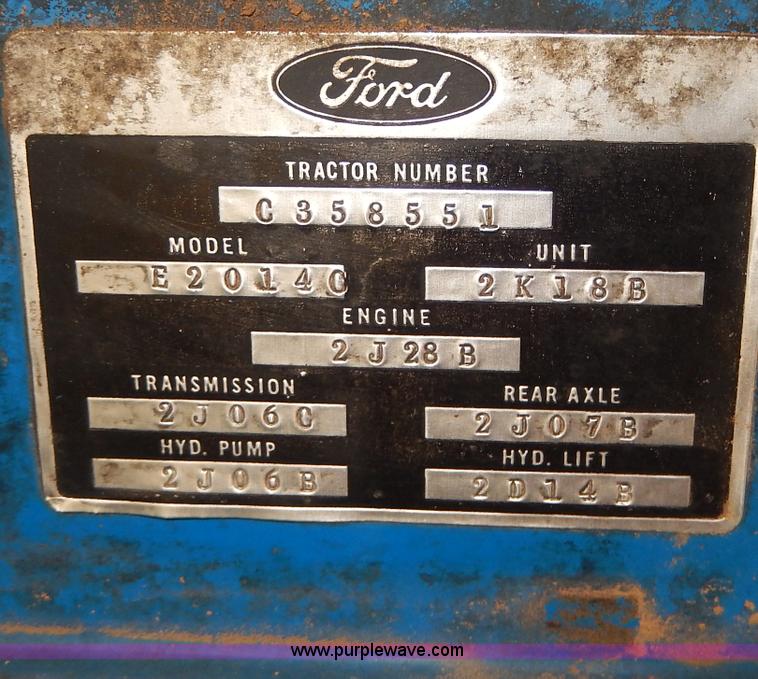 Ford
TRACTOR NUMBER
C358551
MODEL UNIT
E2014C 2K18B
ENGINE
2J28B
TRANSMISSION REAR AXLE
2J06C 2J07B
HYD. PUMP HYD. LIFT
2J06B 2D14B
www.purplewave.com